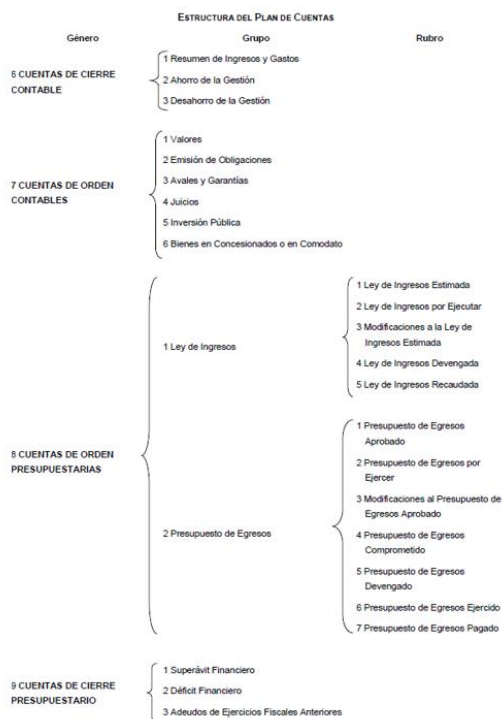 ESTRUCTURA DEL PLAN DE CUENTAS
Género Grupo Rubro
6 CUENTAS DE CIERRE
CONTABLE
1 Resumen de Ingresos y Gastos
2 Ahorro de la Gestión
3 Desahorro de la Gestión
7 CUENTAS DE ORDEN
CONTABLES
1 Valores
2 Emisión de Obligaciones
3 Avales y Garantías
4 Juicios
5 Inversión Pública
6 Bienes en Concesionados o en Comodato
8 CUENTAS DE ORDEN
PRESUPUESTARIAS
1 Ley de Ingresos
1 Ley de Ingresos Estimada
2 Ley de Ingresos por Ejecutar
3 Modificaciones a la Ley de
Ingresos Estimada
4 Ley de Ingresos Devengada
5 Ley de Ingresos Recaudada
2 Presupuesto de Egresos
1 Presupuesto de Egresos
Aprobado
2 Presupuesto de Egresos por
Ejercer
3 Modificaciones al Presupuesto de
Egresos Aprobado
4 Presupuesto de Egresos
Comprometido
5 Presupuesto de Egresos
Devengado
6 Presupuesto de Egresos Ejercido
7 Presupuesto de Egresos Pagado
9 CUENTAS DE CIERRE
PRESUPUESTARIO
1 Superávit Financiero
2 Déficit Financiero
3 Adeudos de Ejercicios Fiscales Anteriores